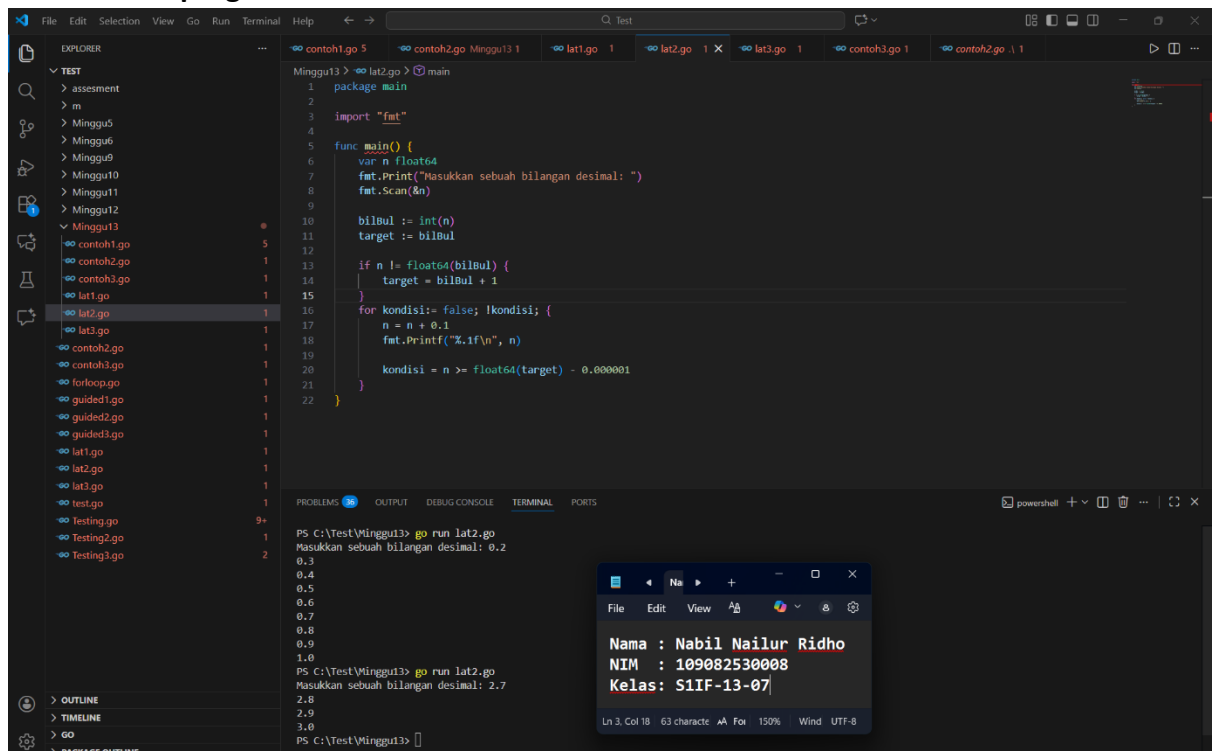 File Edit Selection View Go Run Terminal Help Test
EXPLORER
TEST
assesment
m
Minggu5
Minggu6
Minggu9
Minggu10
Minggu11
Minggu12
Minggu13
contoh1.go 5
contoh2.go 1
contoh3.go 1
lat1.go 1
lat2.go 1
lat3.go 1
contoh2.go 1
contoh3.go 1
forloop.go 1
guided1.go 1
guided2.go 1
guided3.go 1
lat1.go 1
lat2.go 1
lat3.go 1
test.go 1
Testing.go 9+
Testing2.go 1
Testing3.go 2
OUTLINE
TIMELINE
GO
PACKAGE OUTLINE
contoh1.go 5 contoh2.go Minggu13 1 lat1.go 1 lat2.go 1 lat3.go 1 contoh3.go 1 contoh2.go .\ 1
Minggu13 > lat2.go > main
1 package main
2
3 import "fmt"
4
5 func main() {
6 var n float64
7 fmt.Print("Masukkan sebuah bilangan desimal: ")
8 fmt.Scan(&n)
9
10 bilBul := int(n)
11 target := bilBul
12
13 if n != float64(bilBul) {
14 target = bilBul + 1
15 }
16 for kondisi:= false; !kondisi; {
17 n = n + 0.1
18 fmt.Printf("%.1f\n", n)
19
20 kondisi = n >= float64(target) - 0.000001
21 }
22 }
PROBLEMS 36 OUTPUT DEBUG CONSOLE TERMINAL PORTS powershell
PS C:\Test\Minggu13> go run lat2.go
Masukkan sebuah bilangan desimal: 0.2
0.3
0.4
0.5
0.6
0.7
0.8
0.9
1.0
PS C:\Test\Minggu13> go run lat2.go
Masukkan sebuah bilangan desimal: 2.7
2.8
2.9
3.0
PS C:\Test\Minggu13>
File Edit View
Nama : Nabil Nailur Ridho
NIM : 109082530008
Kelas: S1IF-13-07
Ln 3, Col 18 63 characte For 150% Wind UTF-8